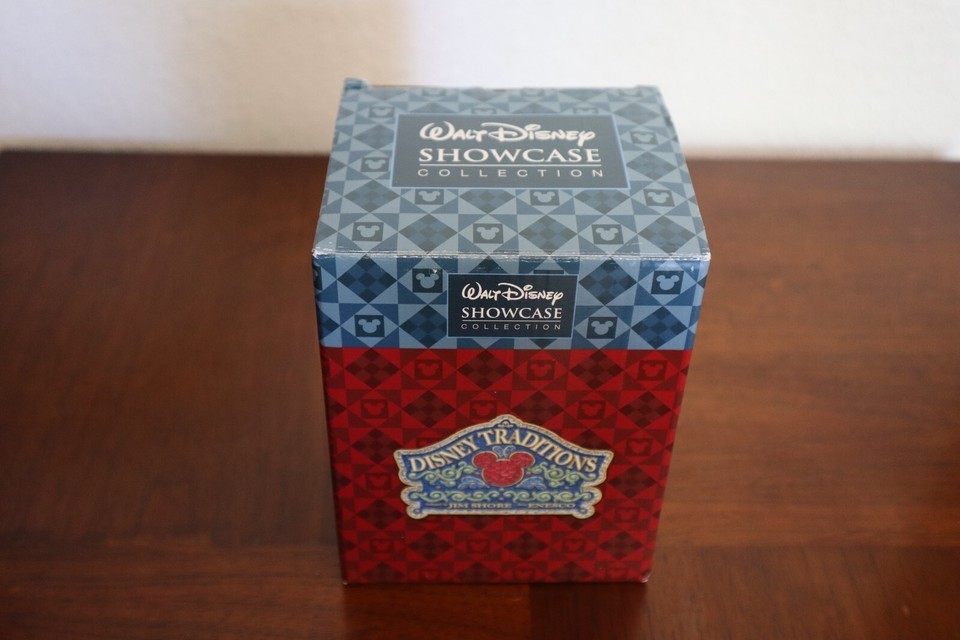 WALT DISNEY
SHOWCASE
COLLECTION
WALT DISNEY
SHOWCASE
COLLECTION
DISNEY TRADITIONS
JIM SHORE ENESCO